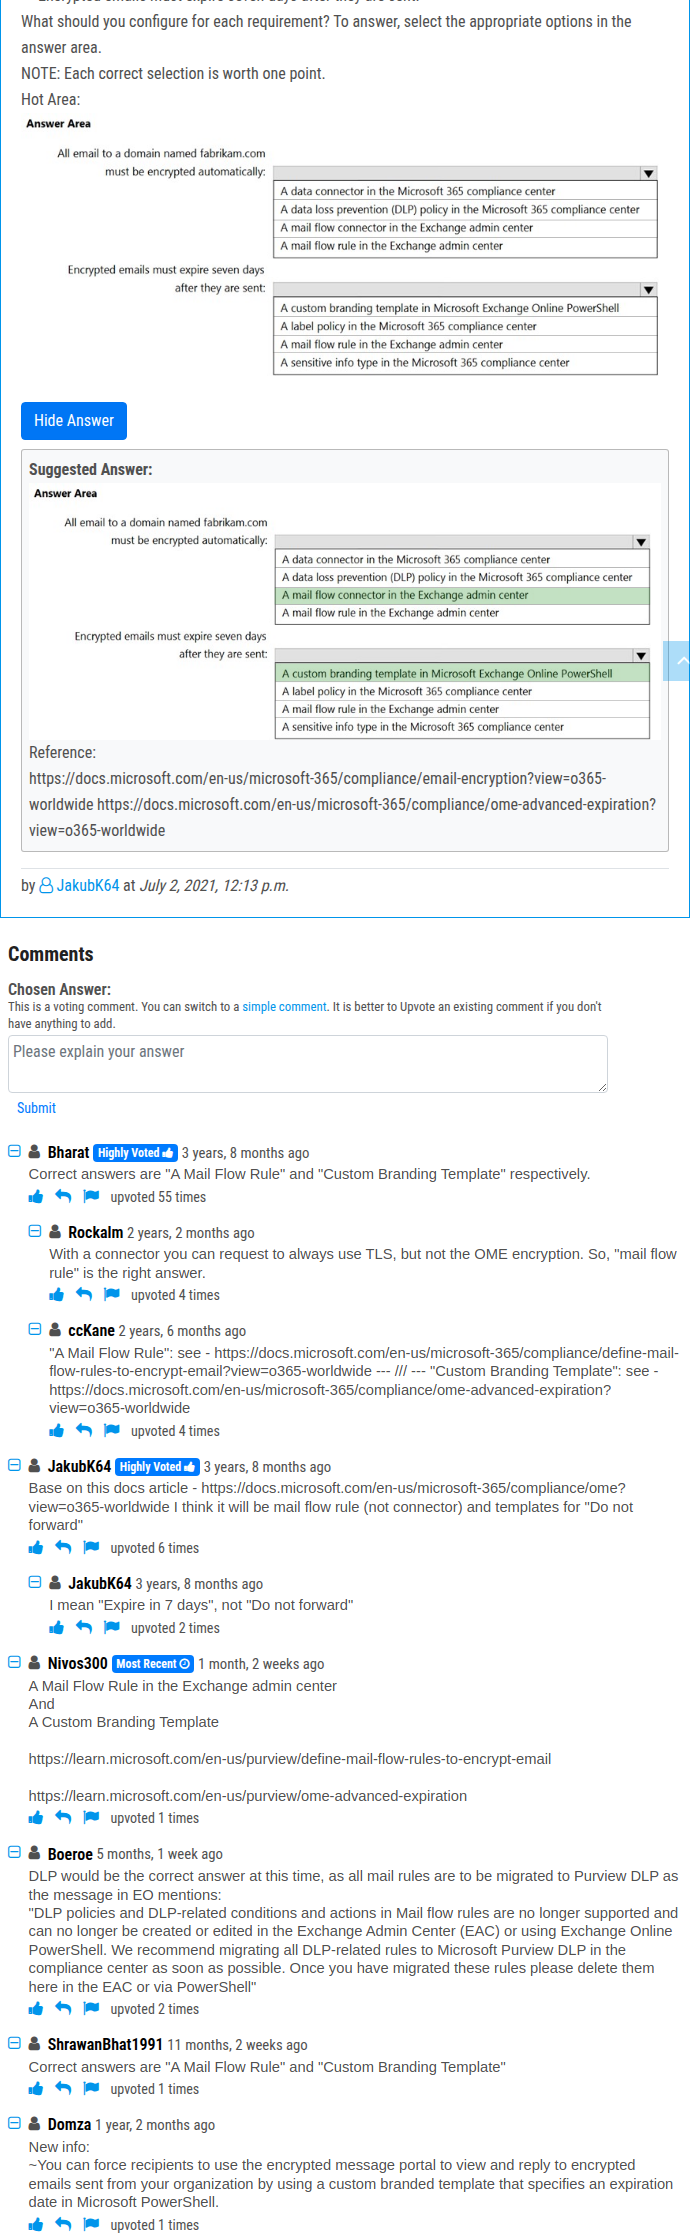 What should you configure for each requirement? To answer, select the appropriate options in the
answer area.
NOTE: Each correct selection is worth one point.
Hot Area:
Answer Area
All email to a domain named fabrikam.com
must be encrypted automatically:
A data connector in the Microsoft 365 compliance center
A data loss prevention (DLP) policy in the Microsoft 365 compliance center
A mail flow connector in the Exchange admin center
A mail flow rule in the Exchange admin center
Encrypted emails must expire seven days
after they are sent:
A custom branding template in Microsoft Exchange Online PowerShell
A label policy in the Microsoft 365 compliance center
A mail flow rule in the Exchange admin center
A sensitive info type in the Microsoft 365 compliance center
Hide Answer
Suggested Answer:
Answer Area
All email to a domain named fabrikam.com
must be encrypted automatically:
A data connector in the Microsoft 365 compliance center
A data loss prevention (DLP) policy in the Microsoft 365 compliance center
A mail flow connector in the Exchange admin center
A mail flow rule in the Exchange admin center
Encrypted emails must expire seven days
after they are sent:
A custom branding template in Microsoft Exchange Online PowerShell
A label policy in the Microsoft 365 compliance center
A mail flow rule in the Exchange admin center
A sensitive info type in the Microsoft 365 compliance center
Reference:
https://docs.microsoft.com/en-us/microsoft-365/compliance/email-encryption?view=o365-
worldwide https://docs.microsoft.com/en-us/microsoft-365/compliance/ome-advanced-expiration?
view=o365-worldwide
by JakubK64 at July 2, 2021, 12:13 p.m.
Comments
Chosen Answer:
This is a voting comment. You can switch to a simple comment. It is better to Upvote an existing comment if you don't
have anything to add.
Please explain your answer
Submit
Bharat Highly Voted 3 years, 8 months ago
Correct answers are "A Mail Flow Rule" and "Custom Branding Template" respectively.
upvoted 55 times
Rockalm 2 years, 2 months ago
With a connector you can request to always use TLS, but not the OME encryption. So, "mail flow
rule" is the right answer.
upvoted 4 times
ccKane 2 years, 6 months ago
"A Mail Flow Rule": see - https://docs.microsoft.com/en-us/microsoft-365/compliance/define-mail-
flow-rules-to-encrypt-email?view=o365-worldwide --- /// --- "Custom Branding Template": see -
https://docs.microsoft.com/en-us/microsoft-365/compliance/ome-advanced-expiration?
view=o365-worldwide
upvoted 4 times
JakubK64 Highly Voted 3 years, 8 months ago
Base on this docs article - https://docs.microsoft.com/en-us/microsoft-365/compliance/ome?
view=o365-worldwide I think it will be mail flow rule (not connector) and templates for "Do not
forward"
upvoted 6 times
JakubK64 3 years, 8 months ago
I mean "Expire in 7 days", not "Do not forward"
upvoted 2 times
Nivos300 Most Recent 1 month, 2 weeks ago
A Mail Flow Rule in the Exchange admin center
And
A Custom Branding Template
https://learn.microsoft.com/en-us/purview/define-mail-flow-rules-to-encrypt-email
https://learn.microsoft.com/en-us/purview/ome-advanced-expiration
upvoted 1 times
Boeroe 5 months, 1 week ago
DLP would be the correct answer at this time, as all mail rules are to be migrated to Purview DLP as
the message in EO mentions:
"DLP policies and DLP-related conditions and actions in Mail flow rules are no longer supported and
can no longer be created or edited in the Exchange Admin Center (EAC) or using Exchange Online
PowerShell. We recommend migrating all DLP-related rules to Microsoft Purview DLP in the
compliance center as soon as possible. Once you have migrated these rules please delete them
here in the EAC or via PowerShell"
upvoted 2 times
ShrawanBhat1991 11 months, 2 weeks ago
Correct answers are "A Mail Flow Rule" and "Custom Branding Template"
upvoted 1 times
Domza 1 year, 2 months ago
New info:
~You can force recipients to use the encrypted message portal to view and reply to encrypted
emails sent from your organization by using a custom branded template that specifies an expiration
date in Microsoft PowerShell.
upvoted 1 times